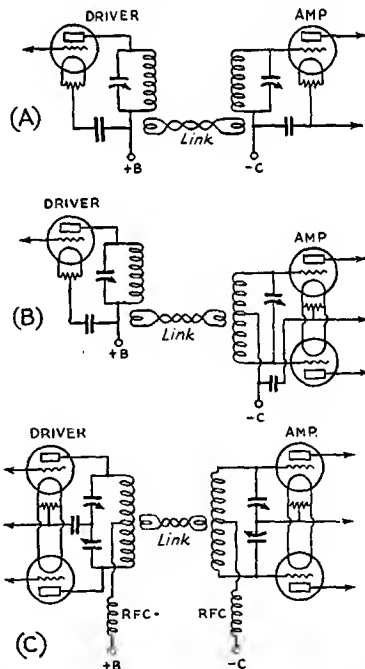 DRIVER AMP.
(A)
Link
+B -C
DRIVER
AMP.
(B)
Link
+B
-C
DRIVER AMP.
Link
RFC RFC
(C)
+B -C